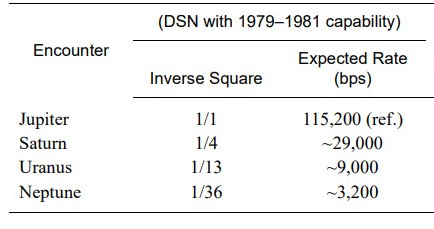 (DSN with 1979–1981 capability)
Encounter
Inverse Square
Expected Rate
(bps)
Jupiter 1/1 115,200 (ref.)
Saturn 1/4 ~29,000
Uranus 1/13 ~9,000
Neptune 1/36 ~3,200